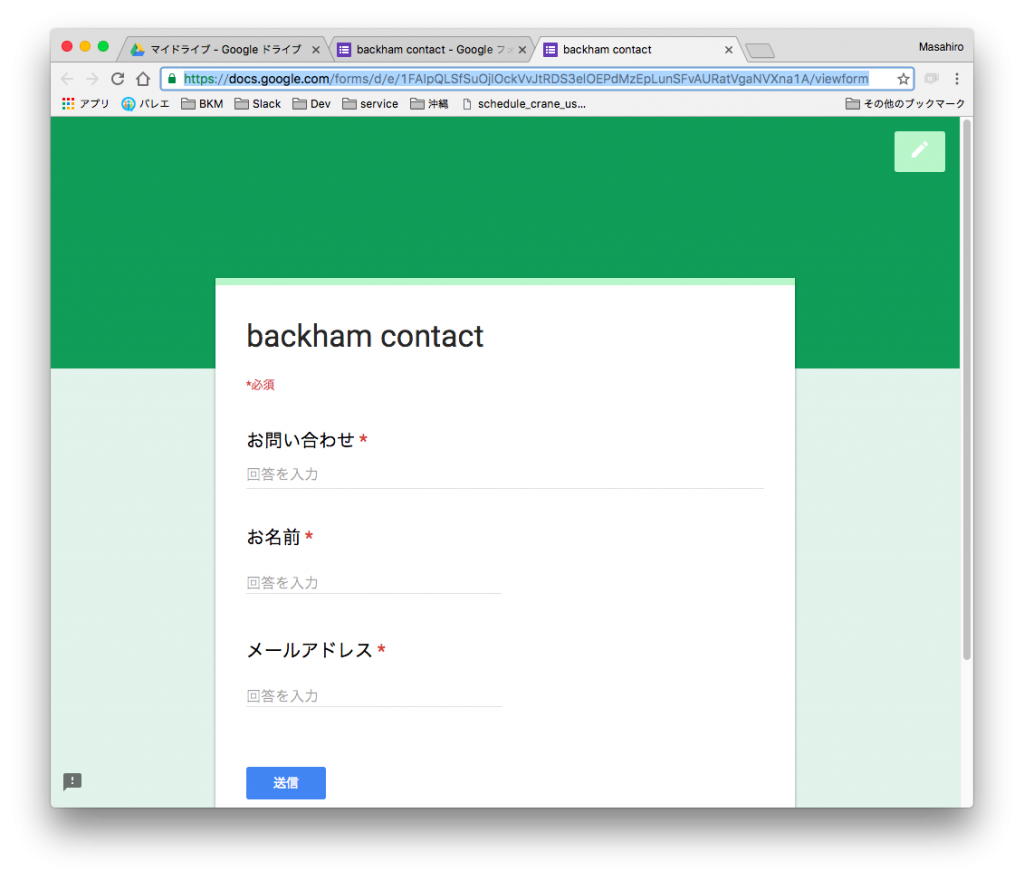 マイドライブ - Google ドライブ
backham contact - Google フォ
backham contact
Masahiro
https://docs.google.com/forms/d/e/1FAIpQLSfSuOjlOckVvJtRDS3elOEPdMzEpLunSFvAURatVgaNVXna1A/viewform
アプリ
バレエ
BKM
Slack
Dev
service
沖縄
schedule_crane_us...
その他のブックマーク
backham contact
*必須
お問い合わせ *
回答を入力
お名前 *
回答を入力
メールアドレス *
回答を入力
送信